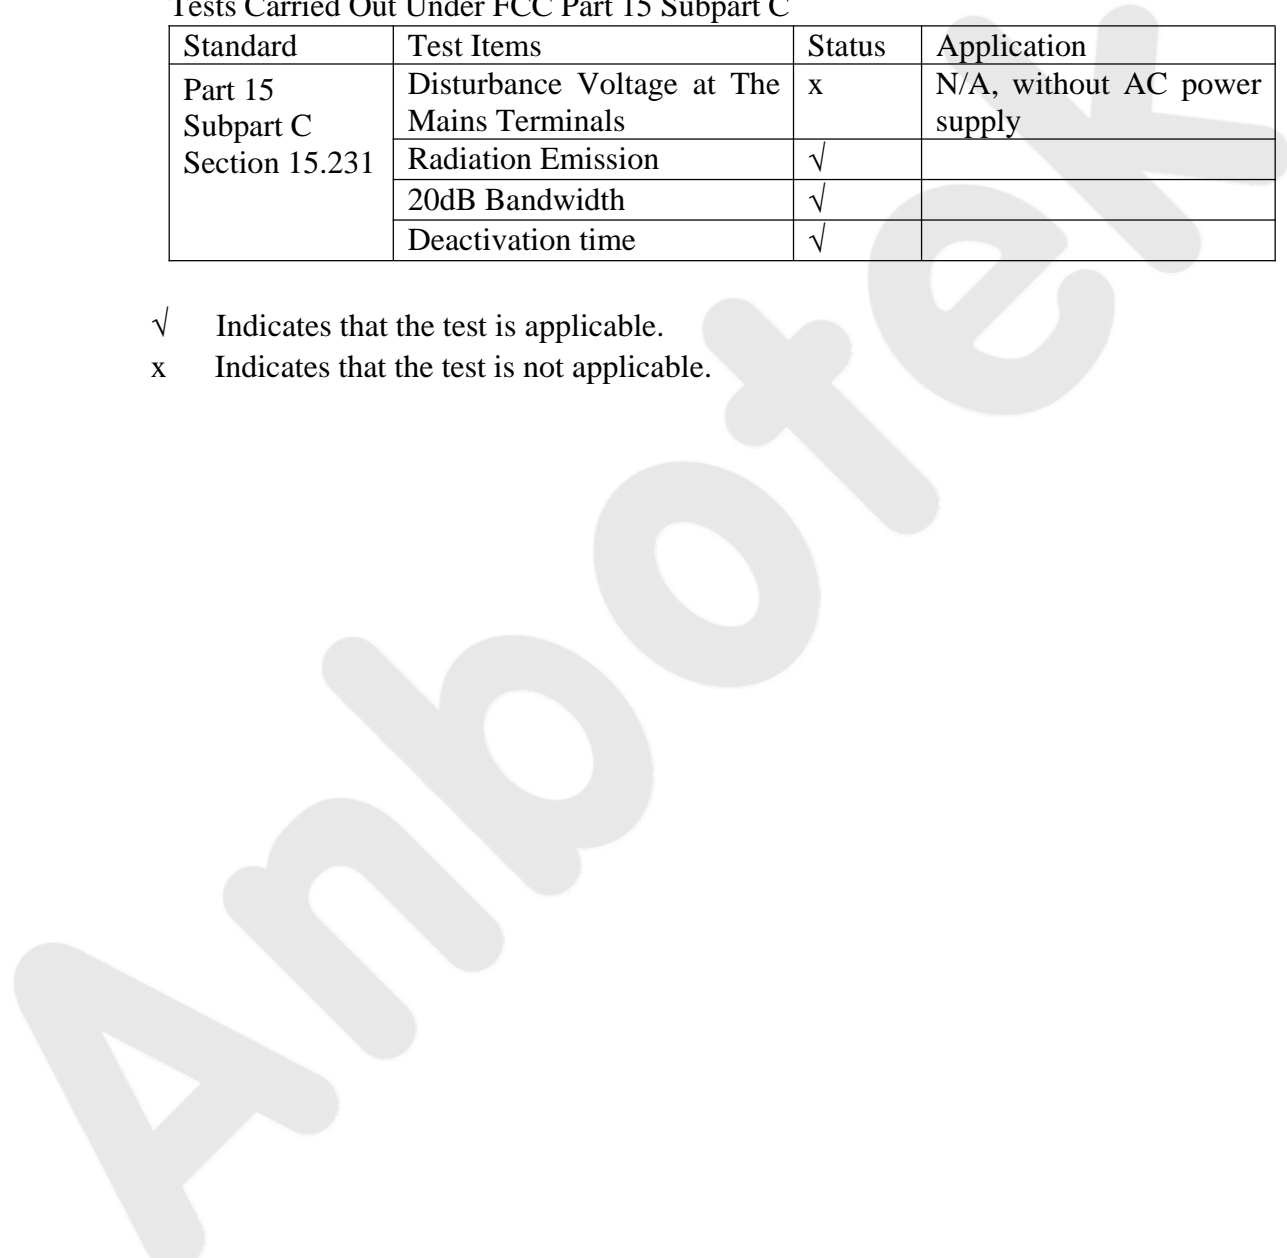 Tests Carried Out Under FCC Part 15 Subpart C
Standard Test Items Status Application
Part 15
Subpart C
Section 15.231
Disturbance Voltage at The
Mains Terminals
x
N/A, without AC power
supply
Radiation Emission √
20dB Bandwidth √
Deactivation time √
√ Indicates that the test is applicable.
x Indicates that the test is not applicable.
Anbotek